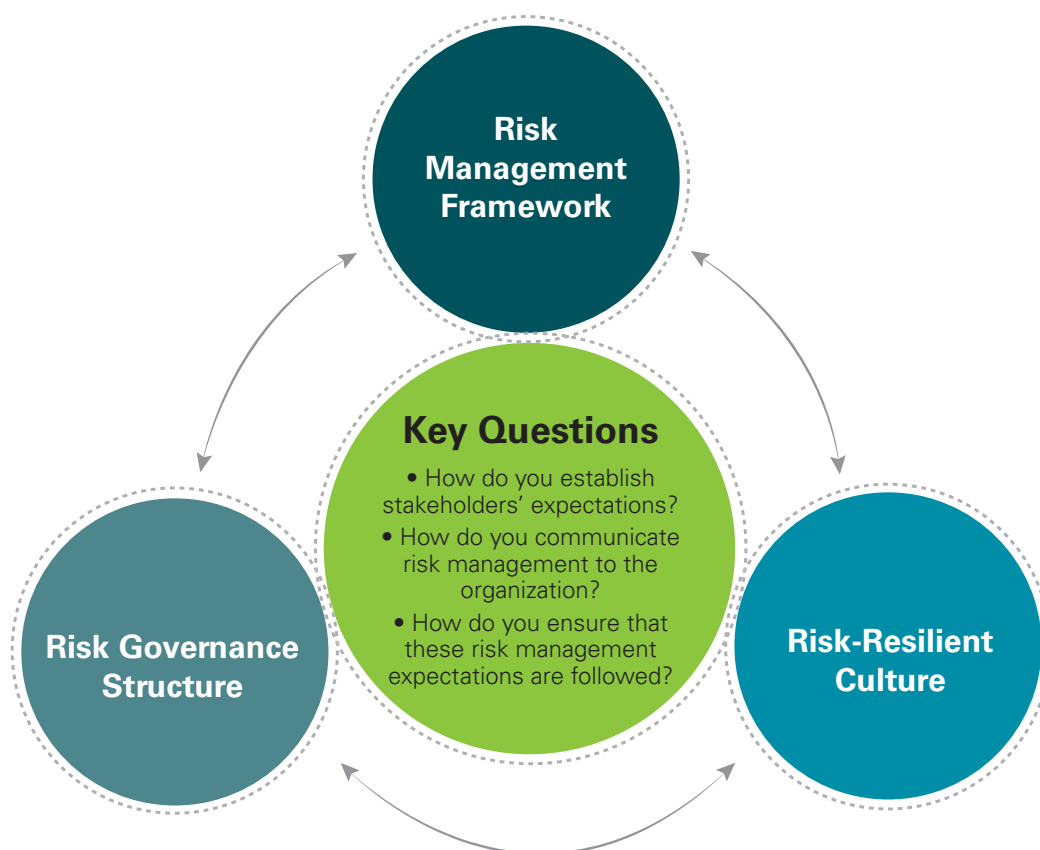 Risk
Management
Framework
Key Questions
• How do you establish
stakeholders’ expectations?
• How do you communicate
risk management to the
organization?
• How do you ensure that
these risk management
expectations are followed?
Risk Governance
Structure
Risk-Resilient
Culture